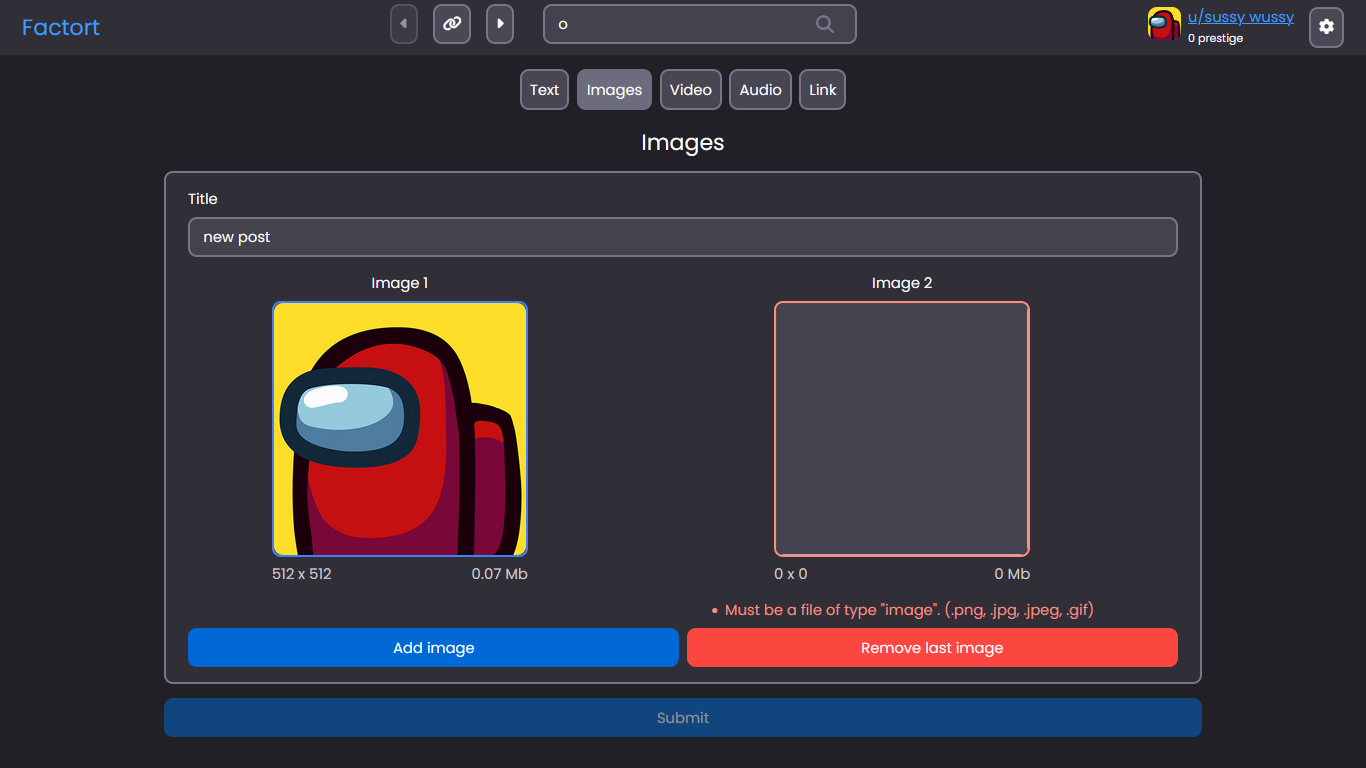 Factort
o
u/sussy wussy
0 prestige
Text Images Video Audio Link
Images
Title
new post
Image 1 Image 2
512 x 512 0.07 Mb 0 x 0 0 Mb
• Must be a file of type "image". (.png, .jpg, .jpeg, .gif)
Add image Remove last image
Submit